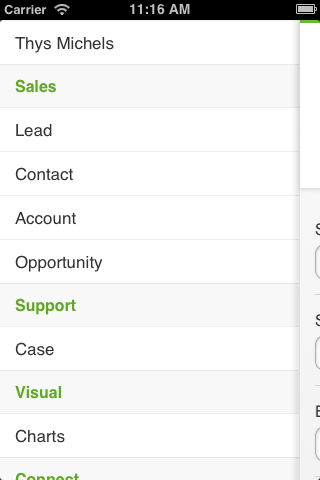 Carrier 11:16 AM
Thys Michels
Sales
Lead
Contact
Account
Opportunity
Support
Case
Visual
Charts
Connect